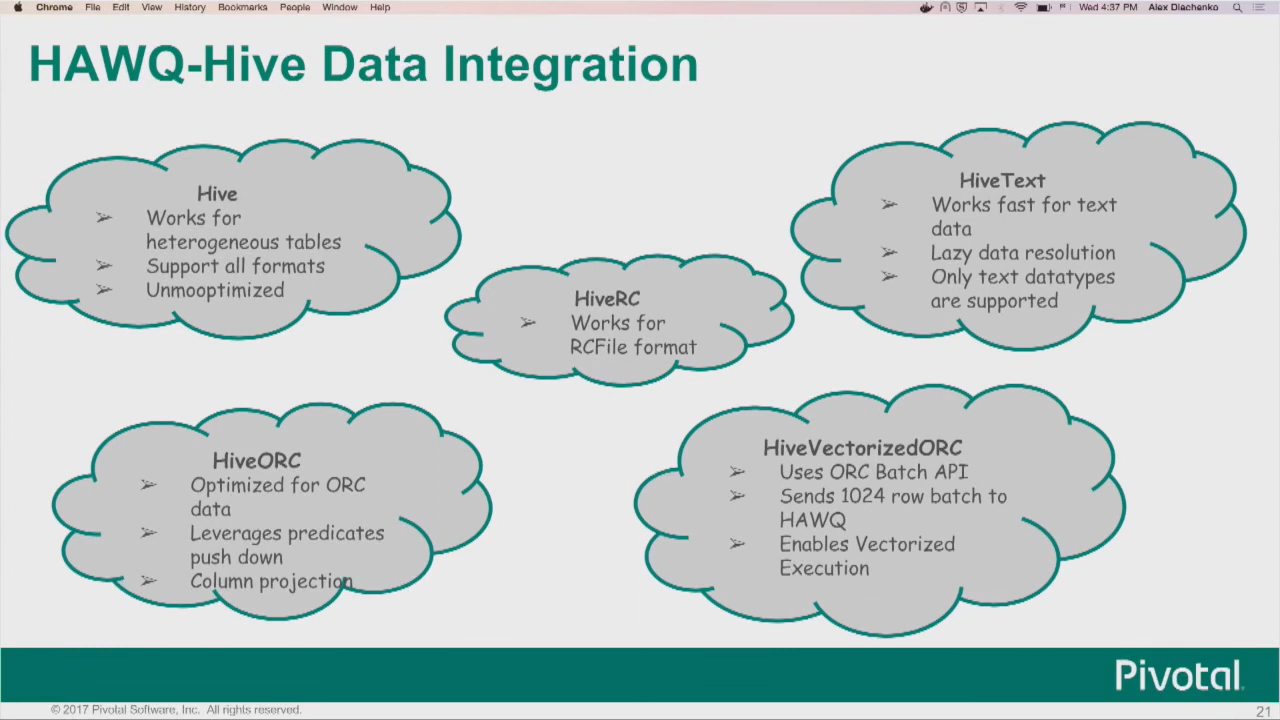 Chrome File Edit View History Bookmarks People Window Help
Wed 4:37 PM Alex Diachenko
HAWQ-Hive Data Integration
Hive
➢ Works for
heterogeneous tables
➢ Support all formats
➢ Unmooptimized
HiveText
➢ Works fast for text
data
➢ Lazy data resolution
➢ Only text datatypes
are supported
HiveRC
➢ Works for
RCFile format
HiveORC
➢ Optimized for ORC
data
➢ Leverages predicates
push down
➢ Column projection
HiveVectorizedORC
➢ Uses ORC Batch API
➢ Sends 1024 row batch to
HAWQ
➢ Enables Vectorized
Execution
Pivotal
© 2017 Pivotal Software, Inc. All rights reserved.
21